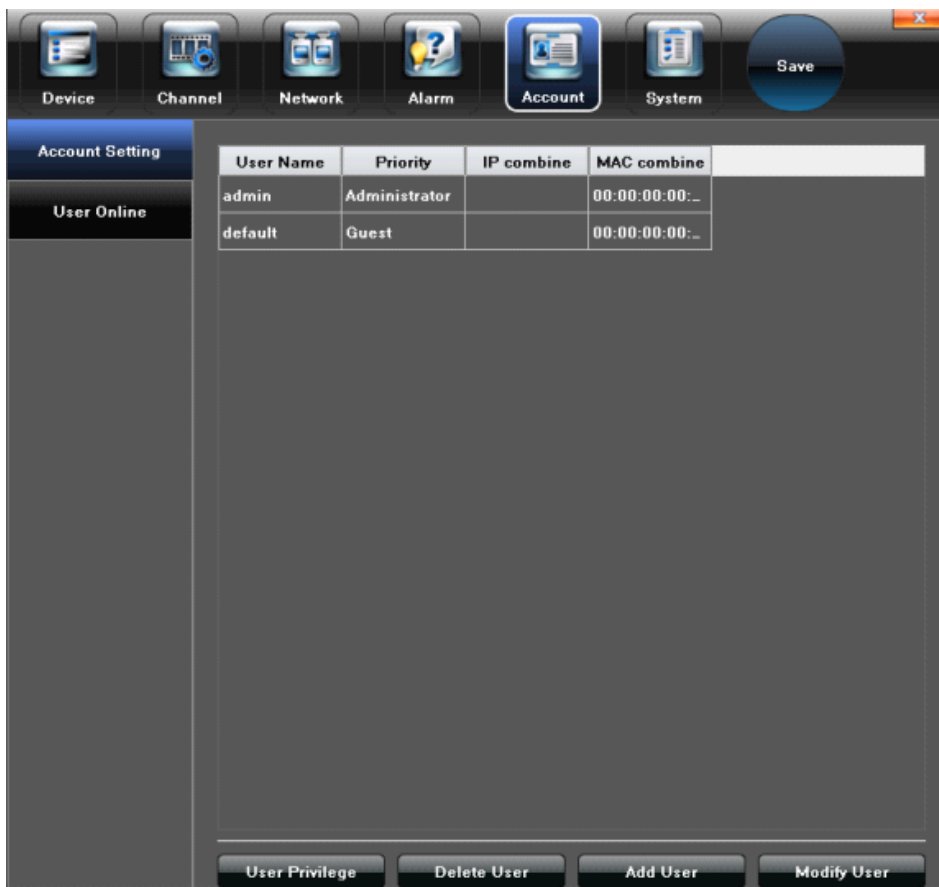 Device Channel Network Alarm Account System Save
Account Setting
User Online
User Name Priority IP combine MAC combine
admin Administrator 00:00:00:00:...
default Guest 00:00:00:00:...
User Privilege Delete User Add User Modify User